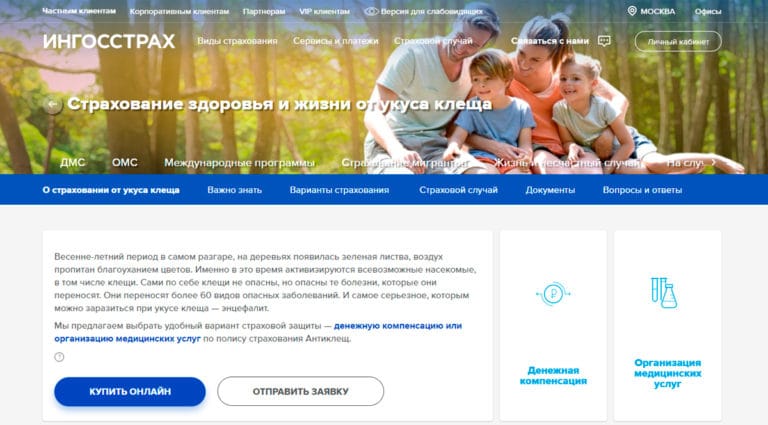 Частным клиентам Корпоративным клиентам Партнерам VIP клиентам Версия для слабовидящих МОСКВА Офисы
ИНГОССТРАХ Виды страхования Сервисы и платежи Страховой случай Связаться с нами Личный кабинет
Страхование здоровья и жизни от укуса клеща
ДМС ОМС Международные программы Страхование мигрантов Жизнь и несчастный случай На слу
О страховании от укуса клеща Важно знать Варианты страхования Страховой случай Документы Вопросы и ответы
Весенне-летний период в самом разгаре, на деревьях появилась зеленая листва, воздух
пропитан благоуханием цветов. Именно в это время активизируются всевозможные насекомые,
в том числе клещи. Сами по себе клещи не опасны, но опасны те болезни, которые они
переносят. Они переносят более 60 видов опасных заболеваний. И самое серьезное, которым
можно заразиться при укусе клеща — энцефалит.
Мы предлагаем выбрать удобный вариант страховой защиты — денежную компенсацию или
организацию медицинских услуг по полису страхования Антиклещ.
?
КУПИТЬ ОНЛАЙН ОТПРАВИТЬ ЗАЯВКУ
₽
Денежная
компенсация
Организация
медицинских
услуг